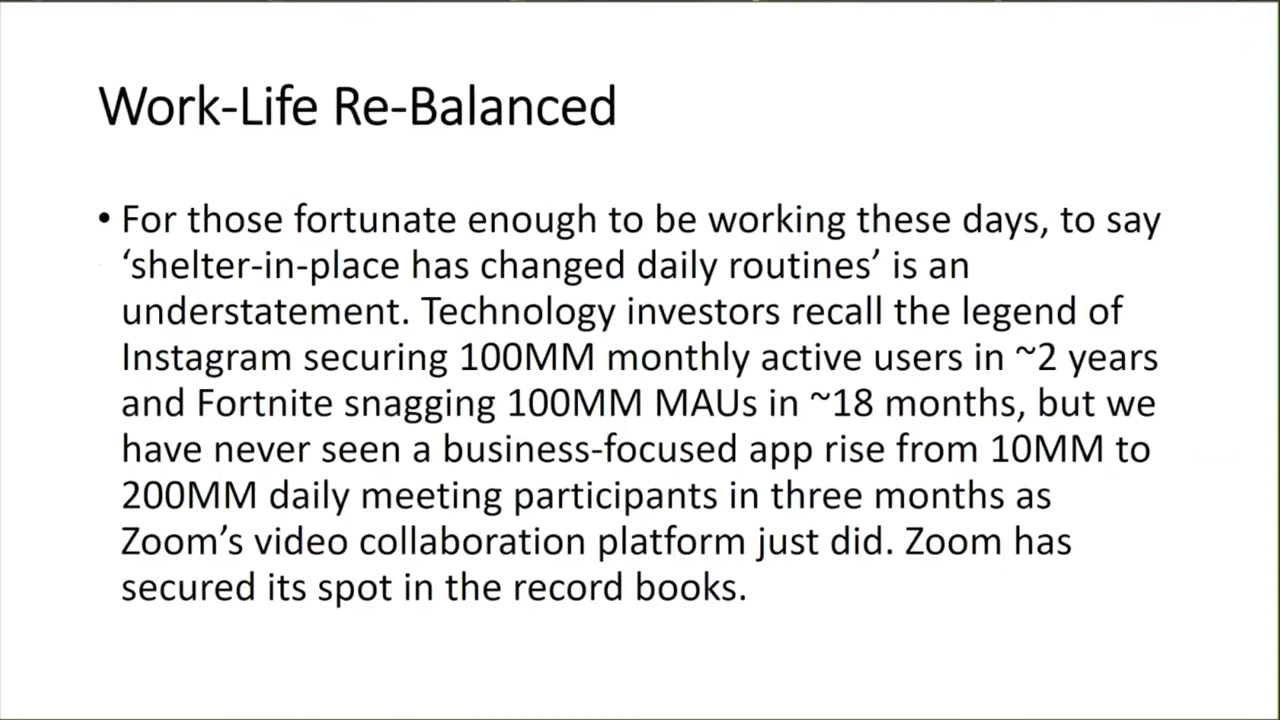 Work-Life Re-Balanced
• For those fortunate enough to be working these days, to say
‘shelter-in-place has changed daily routines’ is an
understatement. Technology investors recall the legend of
Instagram securing 100MM monthly active users in ~2 years
and Fortnite snagging 100MM MAUs in ~18 months, but we
have never seen a business-focused app rise from 10MM to
200MM daily meeting participants in three months as
Zoom’s video collaboration platform just did. Zoom has
secured its spot in the record books.